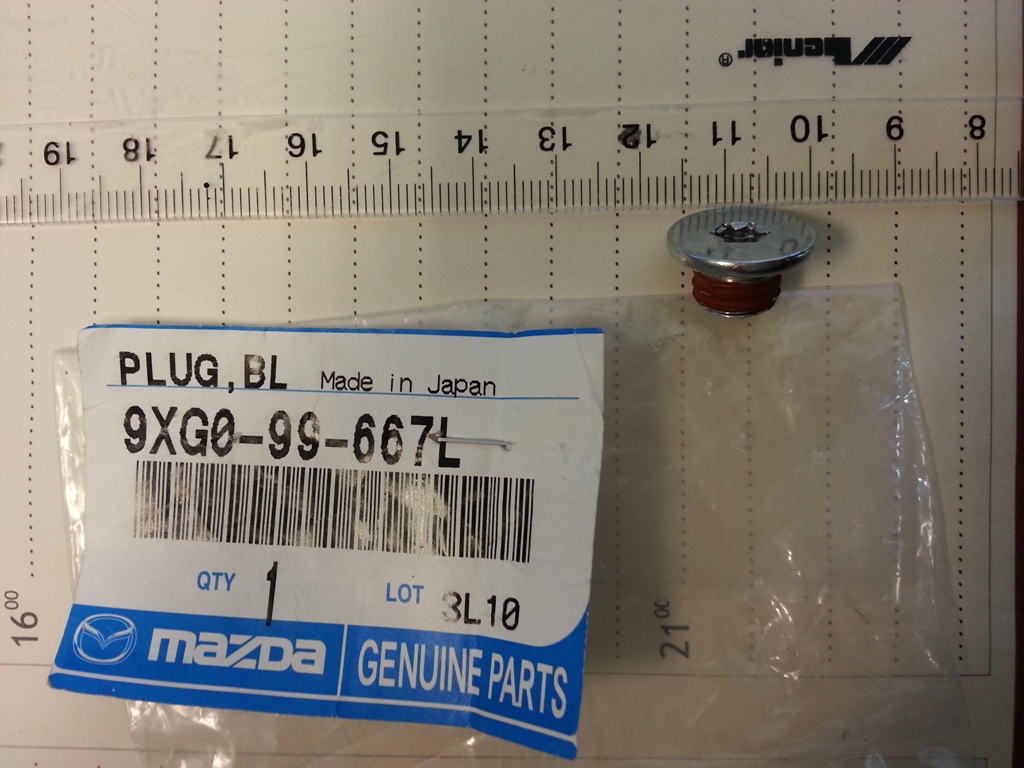 Leniar®
19 18 17 16 15 14 13 12 11 10 9 8
PLUG, BL Made in Japan
9XG0-99-667L
QTY 1 LOT 3L10
mazda GENUINE PARTS
16 00
21 00